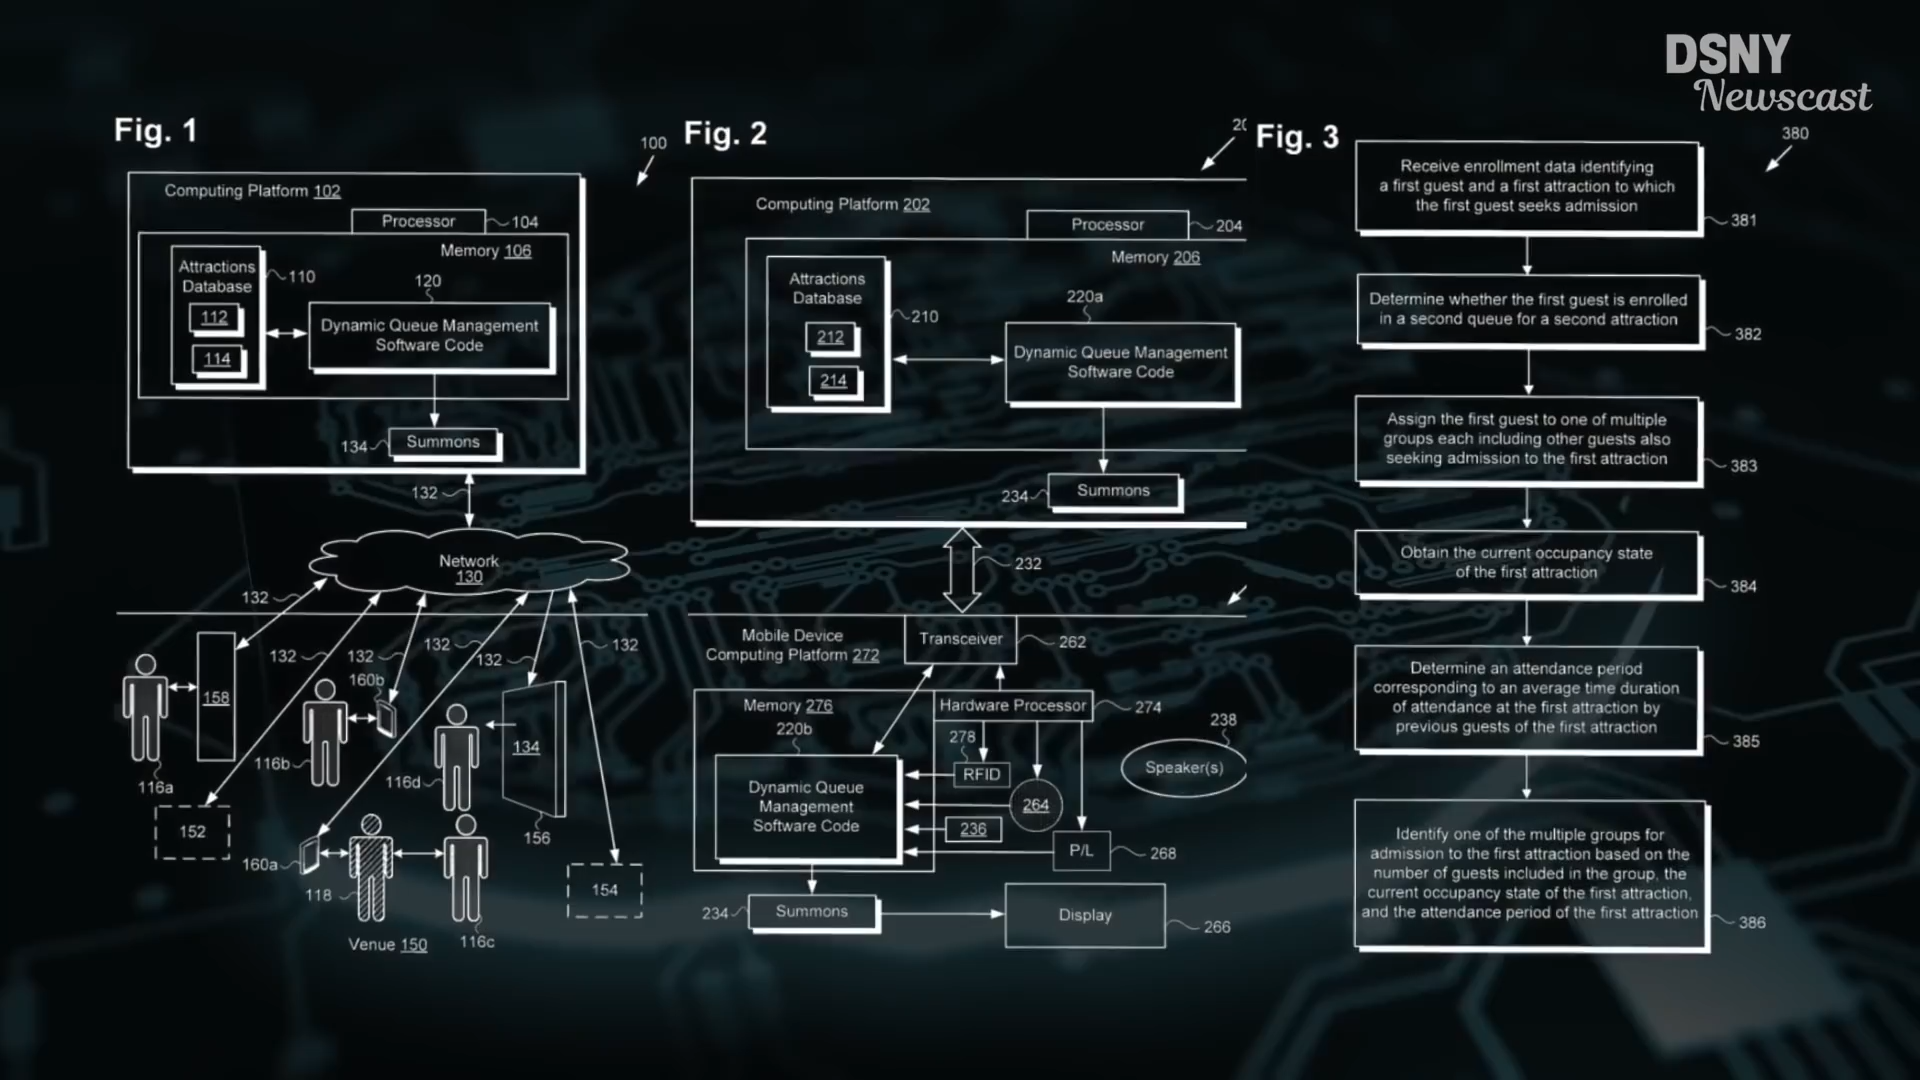 DSNY
Newscast
Fig. 1
100
Computing Platform 102
Processor
104
Memory 106
Attractions
Database
110
112
114
120
Dynamic Queue Management
Software Code
134
Summons
132
Network
130
132
132
132
132
132
132
158
160b
116a
116b
116d
134
156
152
160a
118
154
Venue 150
116c
Fig. 2
Computing Platform 202
Processor
204
Memory 206
Attractions
Database
210
212
214
220a
Dynamic Queue Management
Software Code
234
Summons
232
Mobile Device
Computing Platform 272
Transceiver
262
Memory 276
220b
Hardware Processor
274
278
RFID
238
Speaker(s)
Dynamic Queue
Management
Software Code
264
236
P/L
268
234
Summons
Display
266
Fig. 3
380
Receive enrollment data identifying
a first guest and a first attraction to which
the first guest seeks admission
381
Determine whether the first guest is enrolled
in a second queue for a second attraction
382
Assign the first guest to one of multiple
groups each including other guests also
seeking admission to the first attraction
383
Obtain the current occupancy state
of the first attraction
384
Determine an attendance period
corresponding to an average time duration
of attendance at the first attraction by
previous guests of the first attraction
385
Identify one of the multiple groups for
admission to the first attraction based on the
number of guests included in the group, the
current occupancy state of the first attraction,
and the attendance period of the first attraction
386